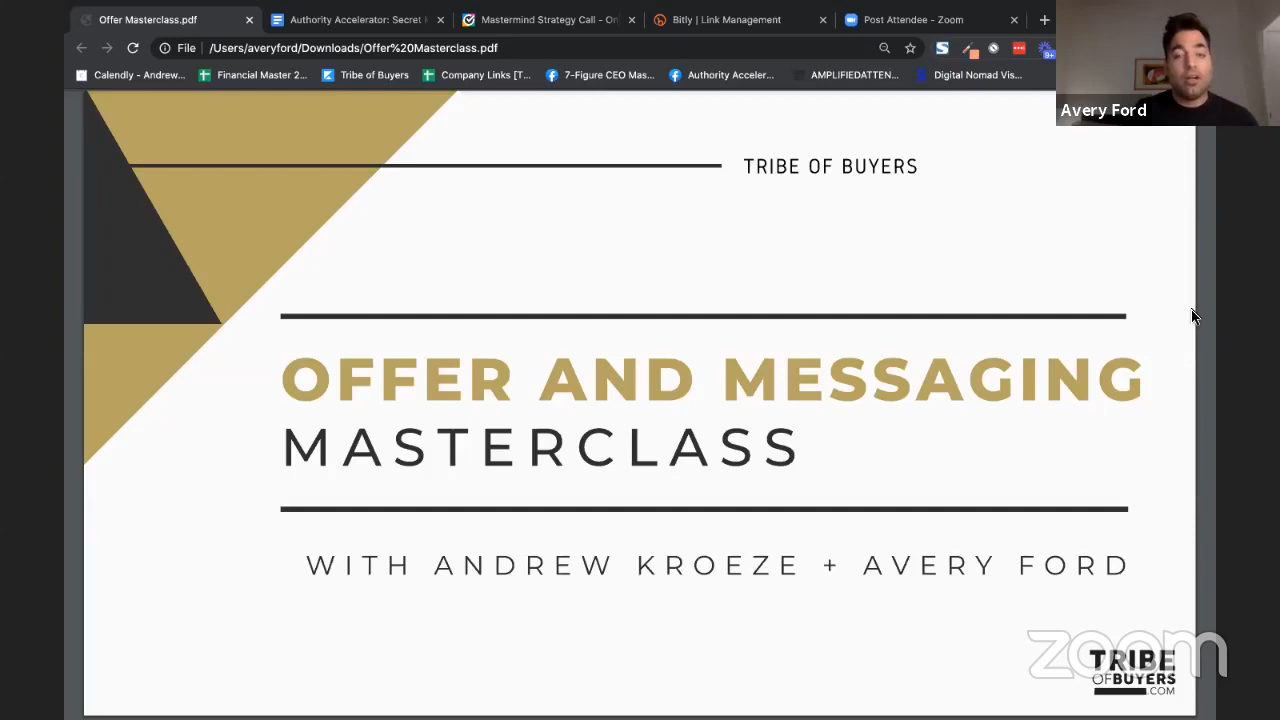 Offer Masterclass.pdf
Authority Accelerator: Secret
Mastermind Strategy Call - On
Bitly | Link Management
Post Attendee - Zoom
File
/Users/averyford/Downloads/Offer%20Masterclass.pdf
9+
Calendly - Andrew...
Financial Master 2...
Tribe of Buyers
Company Links [T...
7-Figure CEO Mas...
Authority Acceler...
AMPLIFIEDATTEN...
Digital Nomad Vis...
Avery Ford
TRIBE OF BUYERS
OFFER AND MESSAGING
MASTERCLASS
WITH ANDREW KROEZE + AVERY FORD
zoom
TRIBE
OFBUYERS
.COM